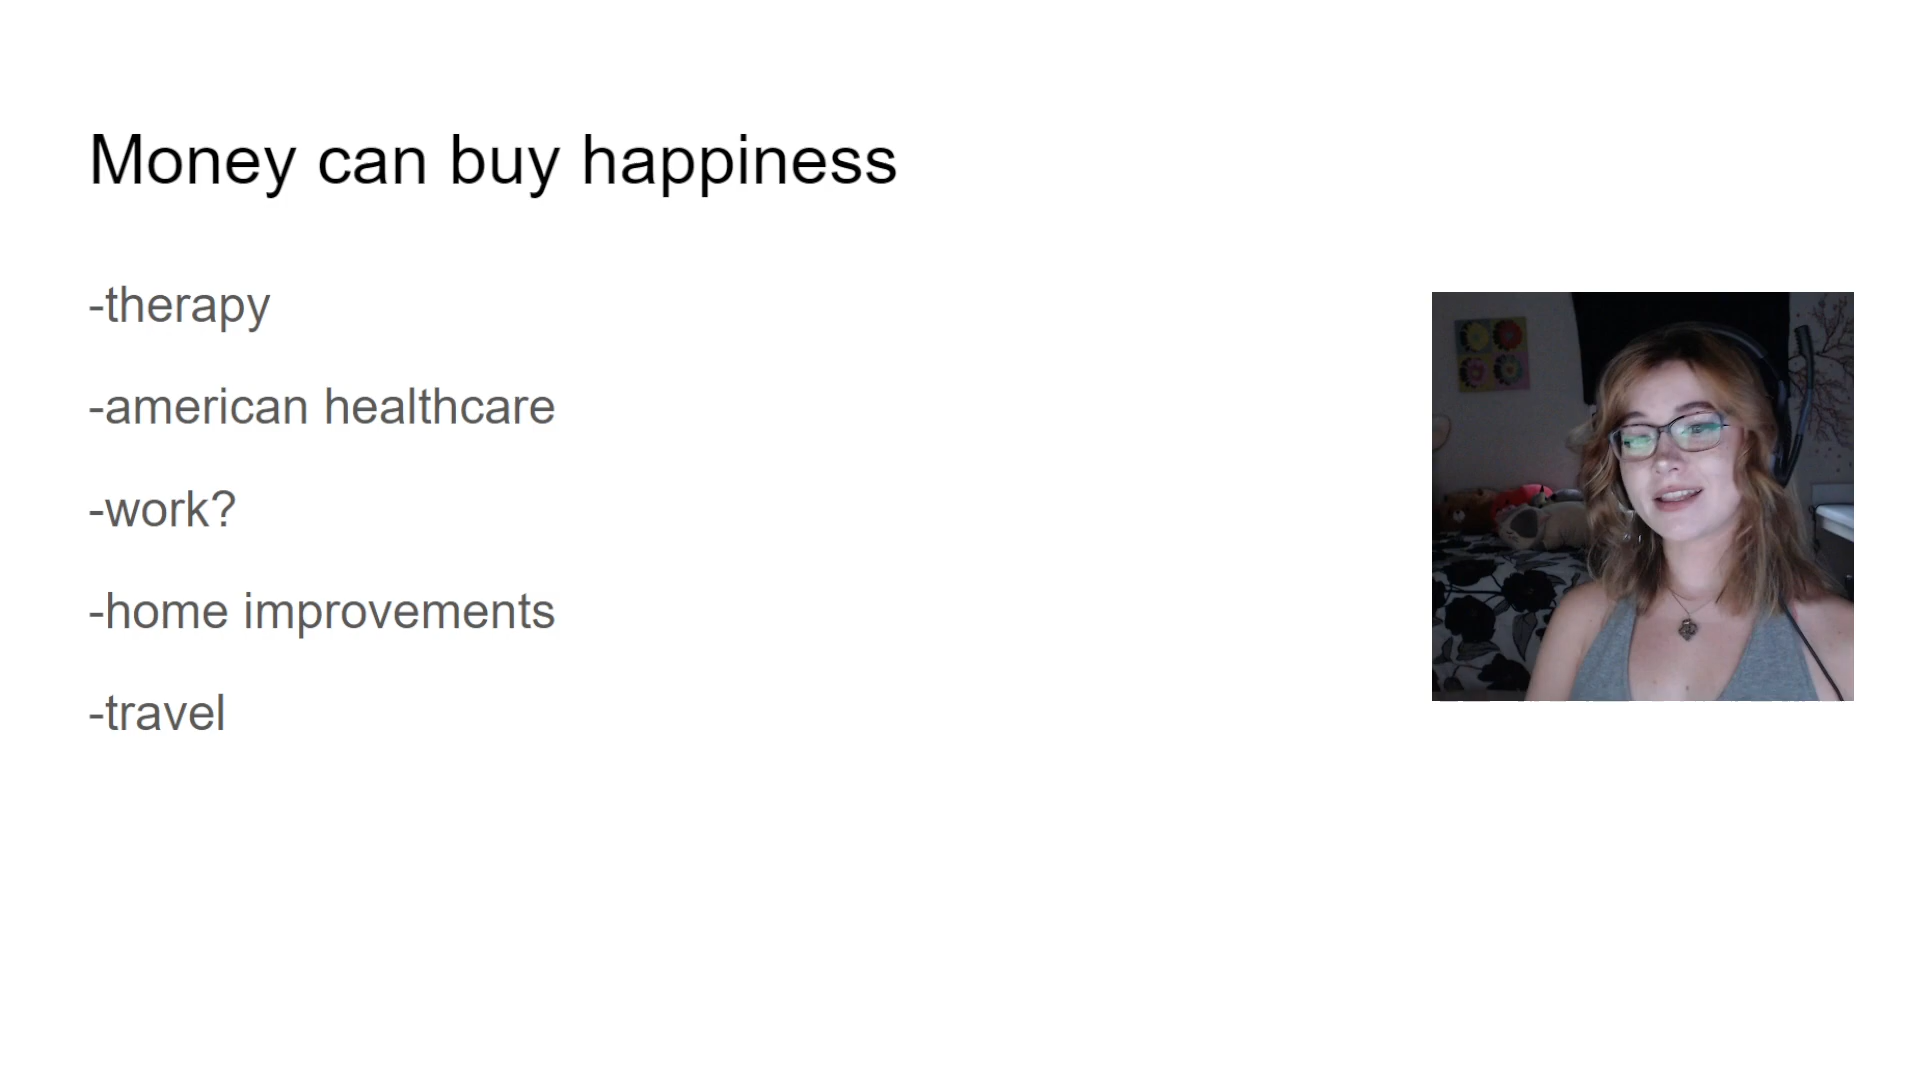 Money can buy happiness
-therapy
-american healthcare
-work?
-home improvements
-travel